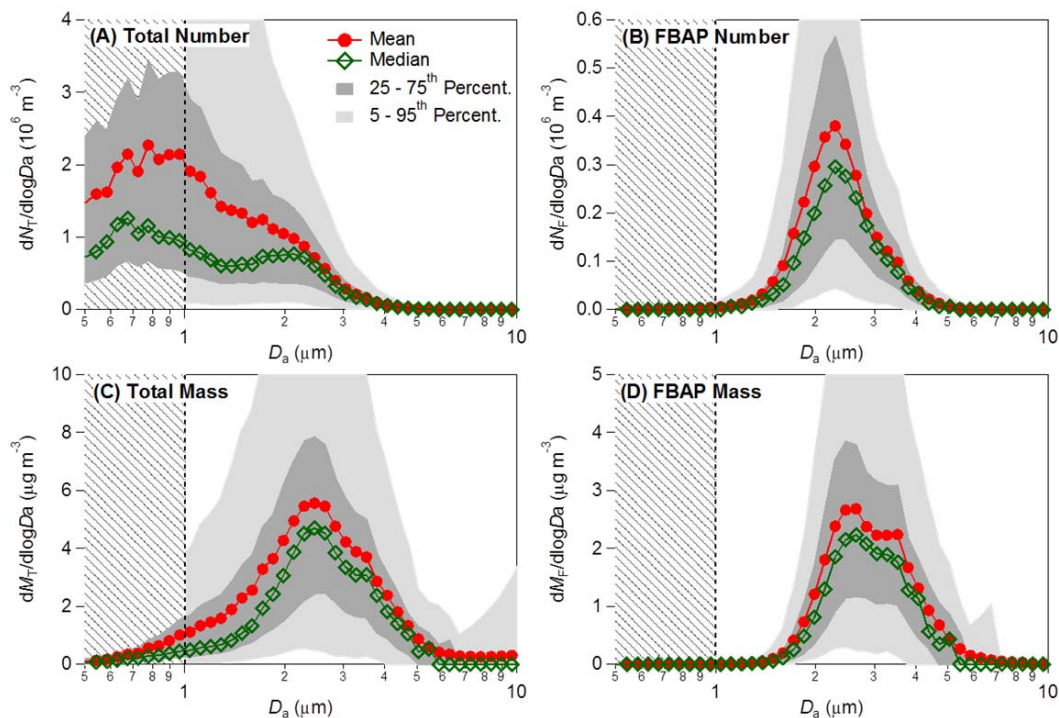 (A) Total Number
Mean
Median
25 - 75th Percent.
5 - 95th Percent.
dNT/dlogDa (10⁶ m⁻³)
4
3
2
1
0
5 6 7 8 9 1 2 3 4 5 6 7 8 9 10
Da (μm)
(B) FBAP Number
dNF/dlogDa (10⁶ m⁻³)
0.6
0.5
0.4
0.3
0.2
0.1
0.0
5 6 7 8 9 1 2 3 4 5 6 7 8 9 10
Da (μm)
(C) Total Mass
dMT/dlogDa (μg m⁻³)
10
8
6
4
2
0
5 6 7 8 9 1 2 3 4 5 6 7 8 9 10
Da (μm)
(D) FBAP Mass
dMF/dlogDa (μg m⁻³)
5
4
3
2
1
0
5 6 7 8 9 1 2 3 4 5 6 7 8 9 10
Da (μm)